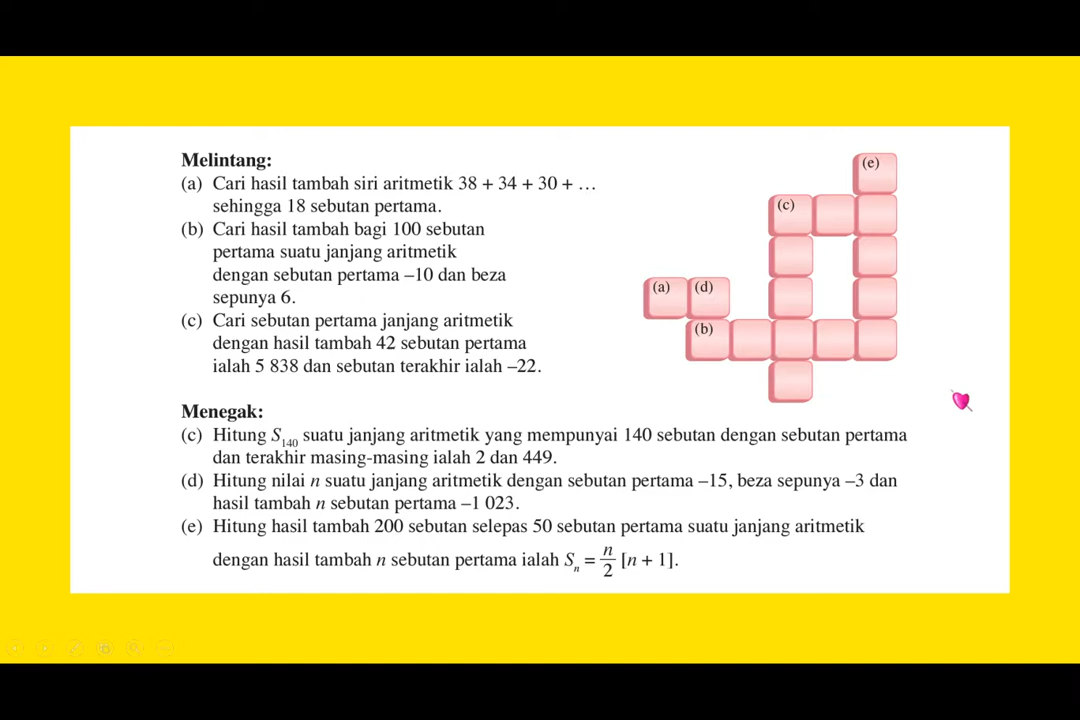 Melintang:
(a) Cari hasil tambah siri aritmetik 38 + 34 + 30 + …
sehingga 18 sebutan pertama.
(b) Cari hasil tambah bagi 100 sebutan
pertama suatu janjang aritmetik
dengan sebutan pertama –10 dan beza
sepunya 6.
(c) Cari sebutan pertama janjang aritmetik
dengan hasil tambah 42 sebutan pertama
ialah 5 838 dan sebutan terakhir ialah –22.
(e)
(c)
(a) (d)
(b)
Menegak:
(c) Hitung S₁₄₀ suatu janjang aritmetik yang mempunyai 140 sebutan dengan sebutan pertama
dan terakhir masing-masing ialah 2 dan 449.
(d) Hitung nilai n suatu janjang aritmetik dengan sebutan pertama –15, beza sepunya –3 dan
hasil tambah n sebutan pertama –1 023.
(e) Hitung hasil tambah 200 sebutan selepas 50 sebutan pertama suatu janjang aritmetik
dengan hasil tambah n sebutan pertama ialah Sₙ = n/2 [n + 1].